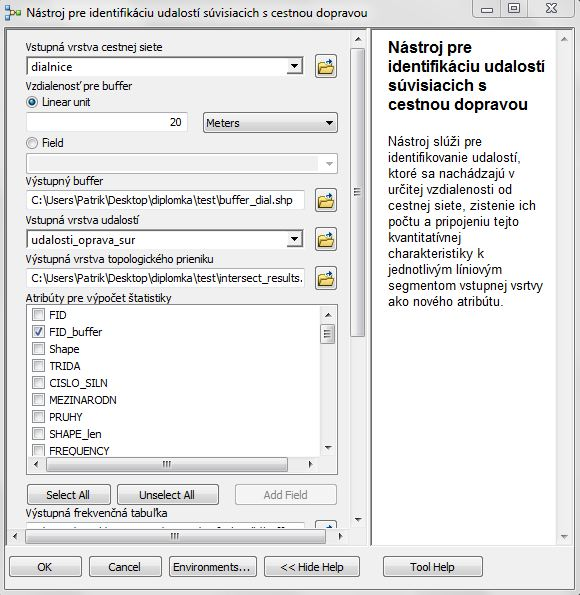 Nástroj pre identifikáciu udalostí súvisiacich s cestnou dopravou
Vstupná vrstva cestnej siete
dialnice
Vzdialenosť pre buffer
Linear unit
20
Meters
Field
Výstupný buffer
C:\Users\Patrik\Desktop\diplomka\test\buffer_dial.shp
Vstupná vrstva udalostí
udalosti_oprava_sur
Výstupná vrstva topologického prieniku
C:\Users\Patrik\Desktop\diplomka\test\intersect_results.
Atribúty pre výpočet štatistiky
FID
FID_buffer
Shape
TRIDA
CISLO_SILN
MEZINARODN
PRUHY
SHAPE_len
FREQUENCY
Select All
Unselect All
Add Field
Výstupná frekvenčná tabuľka
OK
Cancel
Environments...
<< Hide Help
Tool Help
Nástroj pre
identifikáciu udalostí
súvisiacich s
cestnou dopravou
Nástroj slúži pre
identifikovanie udalostí,
ktoré sa nachádzajú v
určitej vzdialenosti od
cestnej siete, zistenie ich
počtu a pripojeniu tejto
kvantitatívnej
charakteristiky k
jednotlivým líniovým
segmentom vstupnej vsrtvy
ako nového atribútu.